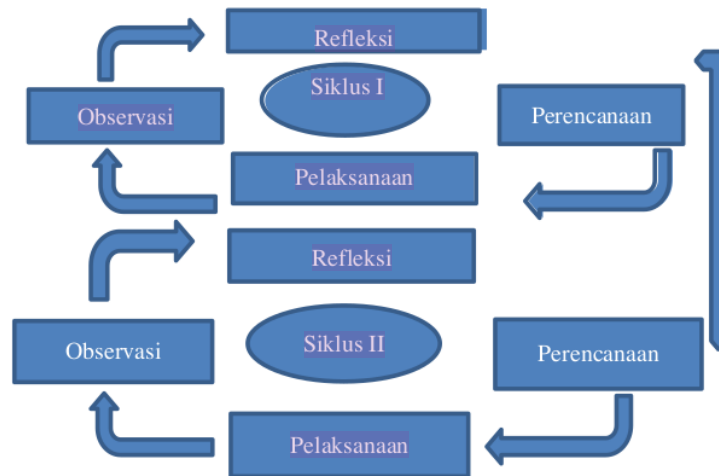 Refleksi
Siklus I
Observasi
Perencanaan
Pelaksanaan
Refleksi
Siklus II
Observasi
Perencanaan
Pelaksanaan